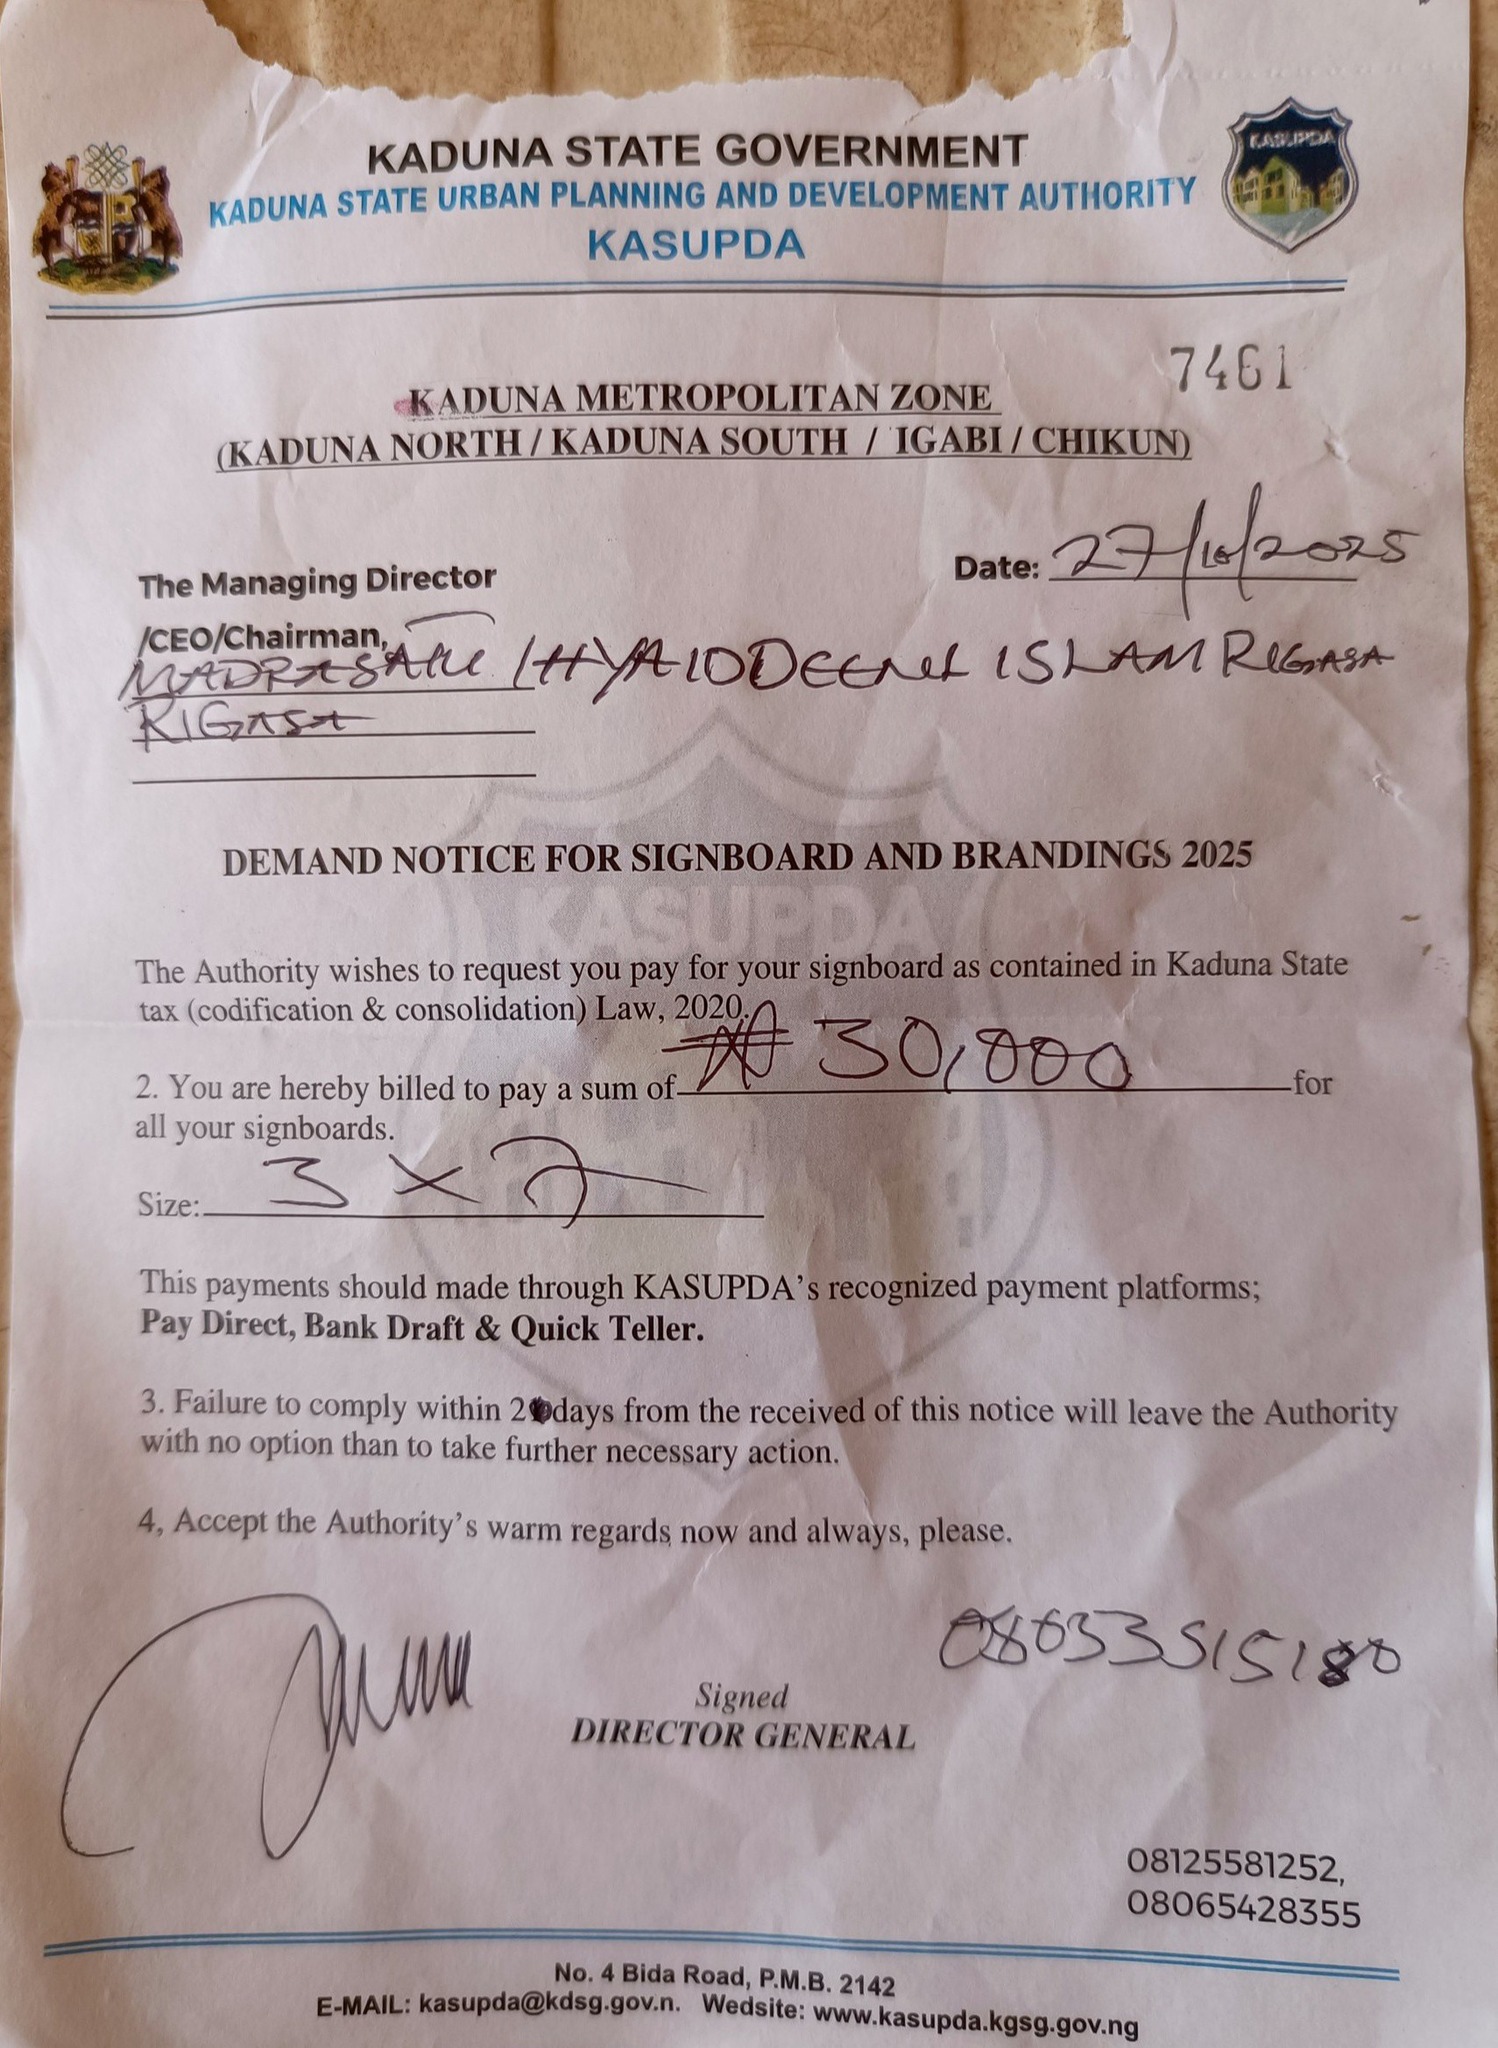 KASUPDA
KADUNA STATE GOVERNMENT
KADUNA STATE URBAN PLANNING AND DEVELOPMENT AUTHORITY
KASUPDA
7461
KADUNA METROPOLITAN ZONE
(KADUNA NORTH / KADUNA SOUTH / IGABI / CHIKUN)
Date: 27/10/2025
The Managing Director
/CEO/Chairman,
MADRASATU ISLAM RIGASA
RIGASA
DEMAND NOTICE FOR SIGNBOARD AND BRANDINGS 2025
KASUPDA
The Authority wishes to request you pay for your signboard as contained in Kaduna State
tax (codification & consolidation) Law, 2020.
2. You are hereby billed to pay a sum of ₦ 30,000 for
all your signboards.
Size: 3 x 2
This payments should made through KASUPDA's recognized payment platforms;
Pay Direct, Bank Draft & Quick Teller.
3. Failure to comply within days from the received of this notice will leave the Authority
with no option than to take further necessary action.
4, Accept the Authority's warm regards now and always, please.
Signed
DIRECTOR GENERAL
08125581252,
08065428355
No. 4 Bida Road, P.M.B. 2142
E-MAIL: kasupda@kdsg.gov.n. Wedsite: www.kasupda.kgsg.gov.ng